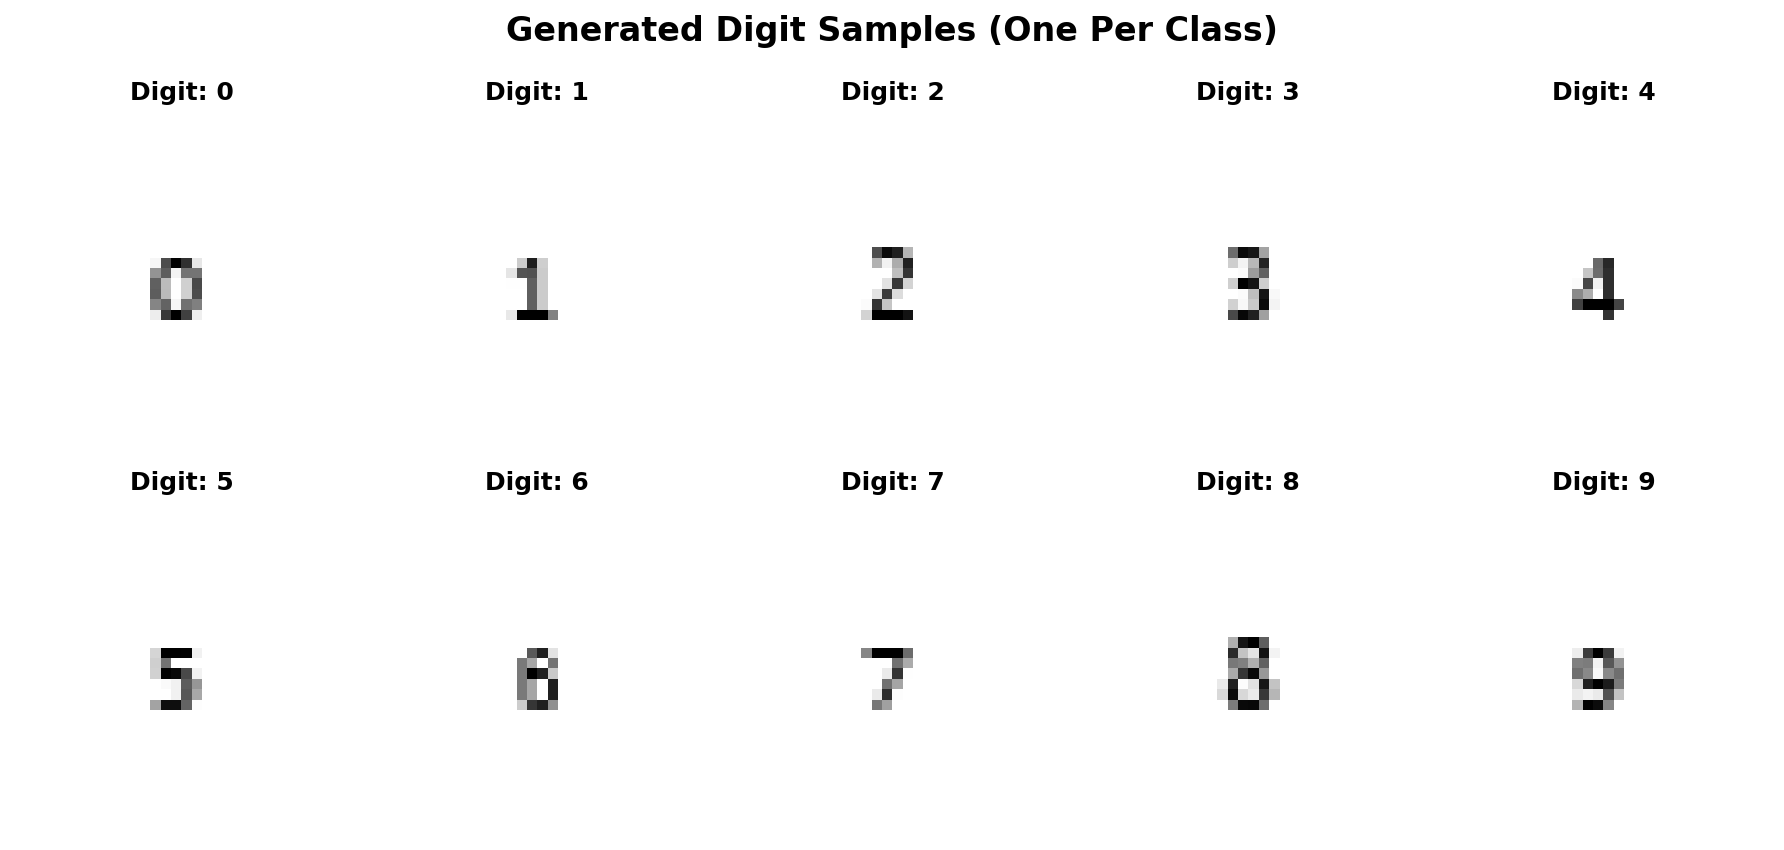 Generated Digit Samples (One Per Class)
Digit: 0 Digit: 1 Digit: 2 Digit: 3 Digit: 4
0 1 2 3 4
Digit: 5 Digit: 6 Digit: 7 Digit: 8 Digit: 9
5 6 7 8 9